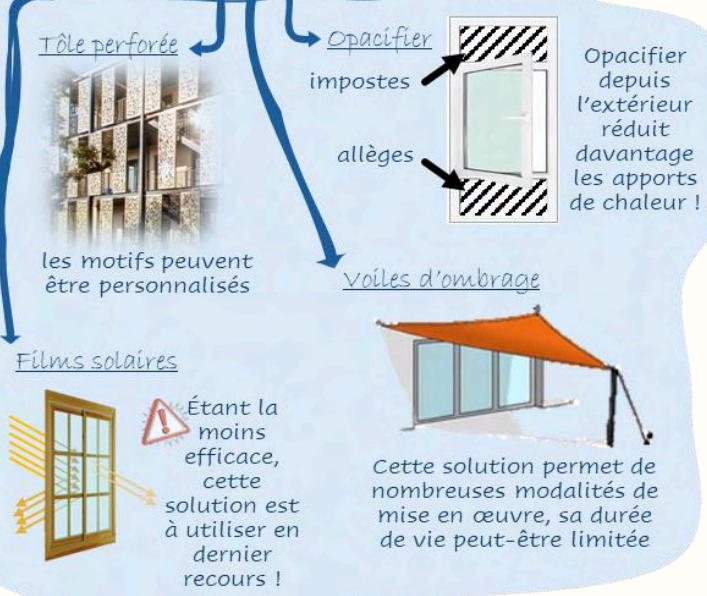 Tôle perforée
les motifs peuvent
être personnalisés
Opacifier
impostes
allèges
Opacifier
depuis
l'extérieur
réduit
davantage
les apports
de chaleur !
Voiles d'ombrage
Cette solution permet de
nombreuses modalités de
mise en œuvre, sa durée
de vie peut-être limitée
Films solaires
Étant la
moins
efficace,
cette
solution est
à utiliser en
dernier
recours !